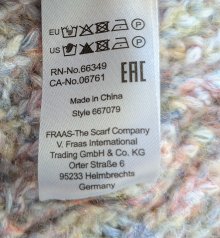 EU
US
RN-No.66349
CA-No.06761
EAC
Made in China
Style 667079
FRAAS-The Scarf Company
V. Fraas International
Trading GmbH & Co. KG
Orter Straße 6
95233 Helmbrechts
Germany